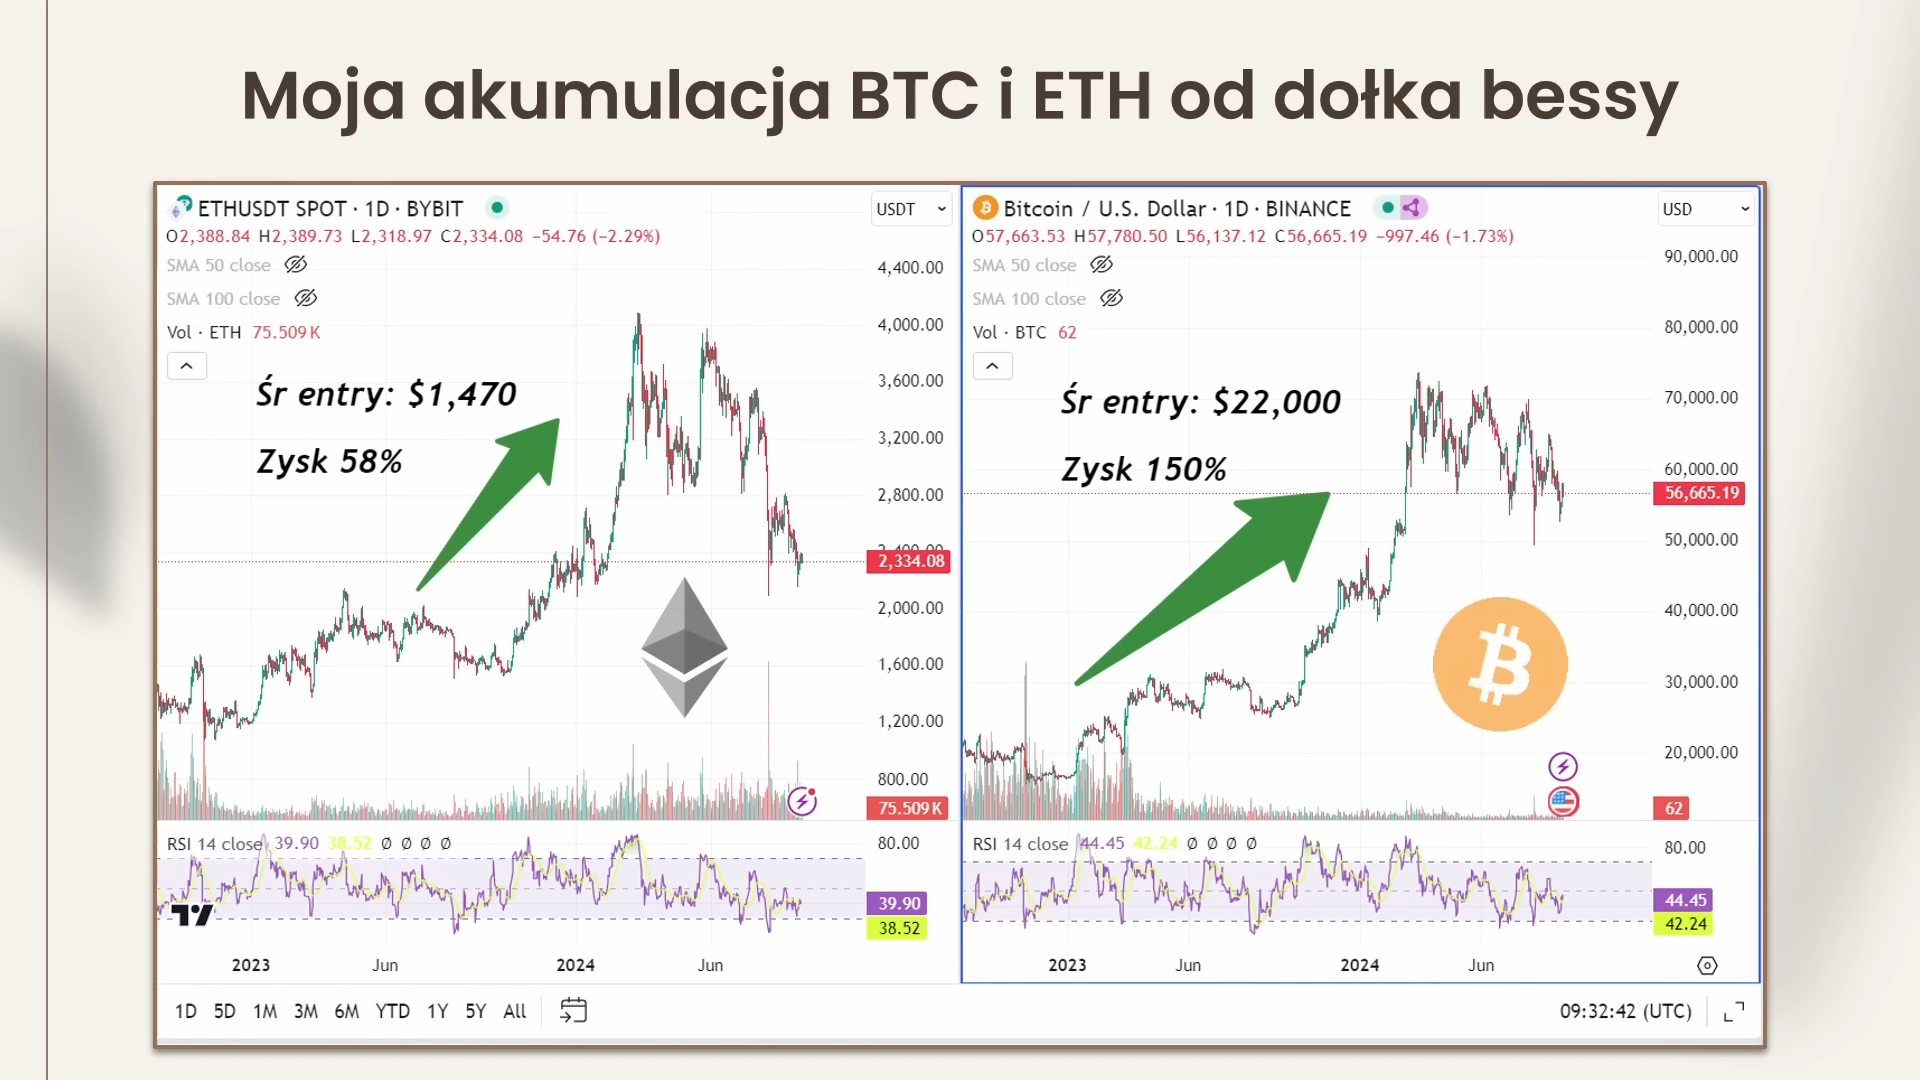 Moja akumulacja BTC i ETH od dołka bessy
ETHUSDT SPOT · 1D · BYBIT
USDT
O2,388.84 H2,389.73 L2,318.97 C2,334.08 −54.76 (−2.29%)
SMA 50 close
SMA 100 close
Vol · ETH 75.509 K
Śr entry: $1,470
Zysk 58%
4,400.00
4,000.00
3,600.00
3,200.00
2,800.00
2,400.00
2,334.08
2,000.00
1,600.00
1,200.00
800.00
75.509 K
RSI 14 close 39.90 38.52 Ø Ø Ø Ø
80.00
39.90
38.52
2023 Jun 2024 Jun
Bitcoin / U.S. Dollar · 1D · BINANCE
USD
O57,663.53 H57,780.50 L56,137.12 C56,665.19 −997.46 (−1.73%)
SMA 50 close
SMA 100 close
Vol · BTC 62
Śr entry: $22,000
Zysk 150%
90,000.00
80,000.00
70,000.00
60,000.00
56,665.19
50,000.00
40,000.00
30,000.00
20,000.00
62
RSI 14 close 44.45 42.24 Ø Ø Ø Ø
80.00
44.45
42.24
2023 Jun 2024 Jun
1D 5D 1M 3M 6M YTD 1Y 5Y All
09:32:42 (UTC)